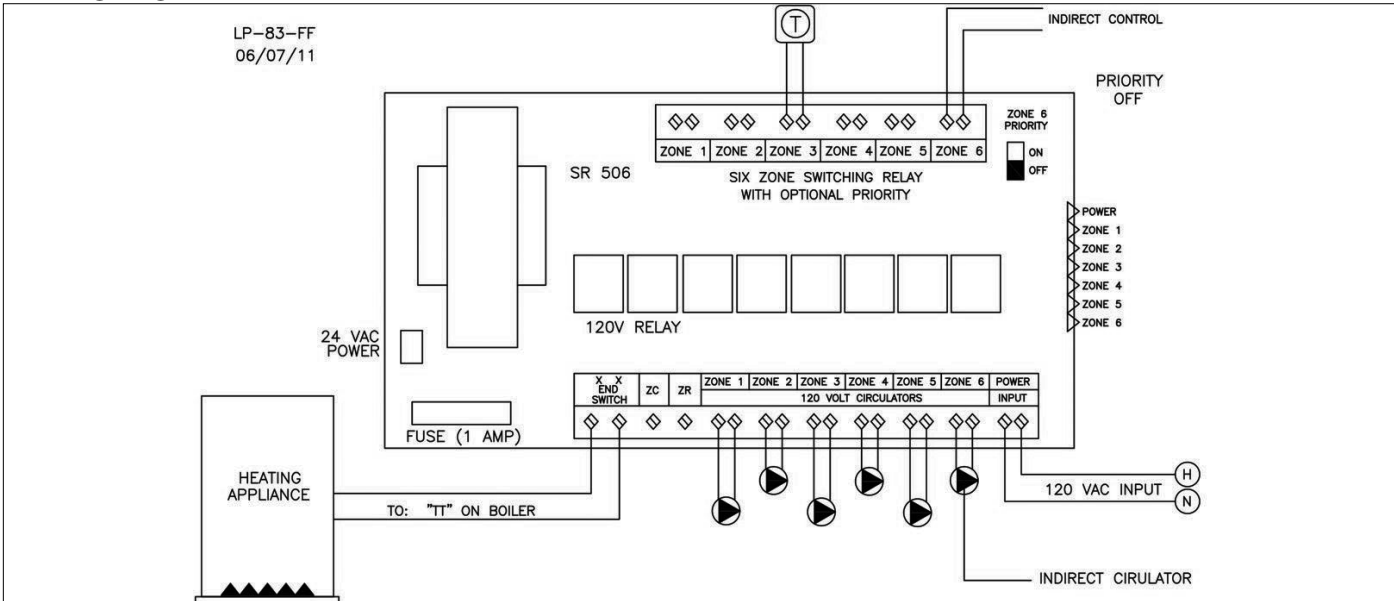 LP-83-FF
06/07/11
T
INDIRECT CONTROL
PRIORITY
OFF
ZONE 6
PRIORITY
ON
OFF
ZONE 1 ZONE 2 ZONE 3 ZONE 4 ZONE 5 ZONE 6
SR 506
SIX ZONE SWITCHING RELAY
WITH OPTIONAL PRIORITY
POWER
ZONE 1
ZONE 2
ZONE 3
ZONE 4
ZONE 5
ZONE 6
120V RELAY
24 VAC
POWER
X X
END
SWITCH
ZC
ZR
ZONE 1 ZONE 2 ZONE 3 ZONE 4 ZONE 5 ZONE 6
120 VOLT CIRCULATORS
POWER
INPUT
FUSE (1 AMP)
HEATING
APPLIANCE
TO: "TT" ON BOILER
120 VAC INPUT
H
N
INDIRECT CIRULATOR